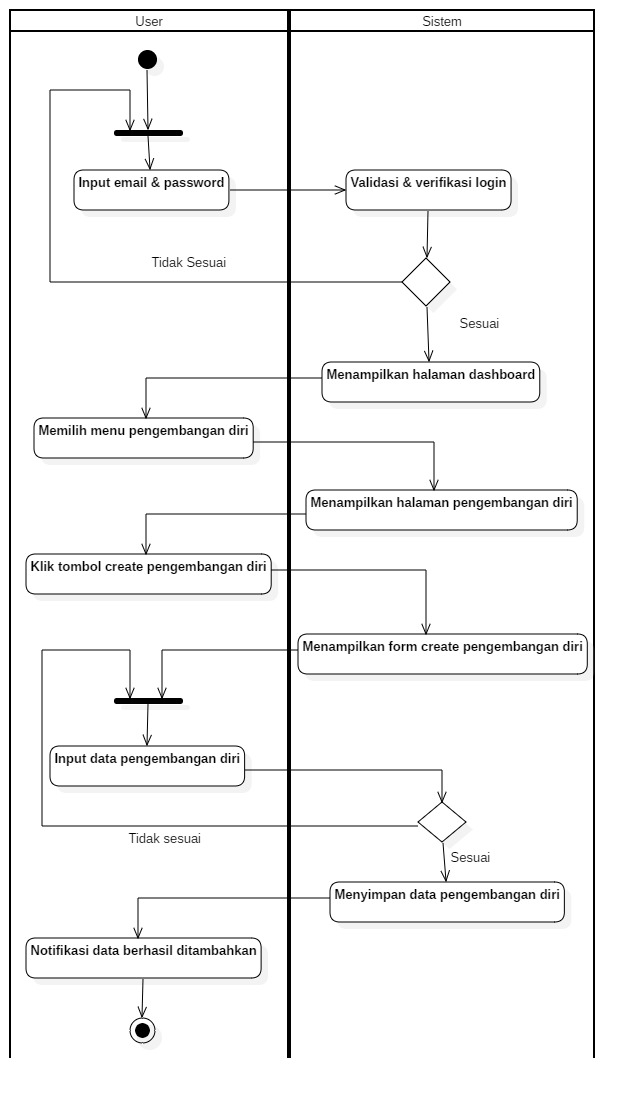 User
Sistem
Input email & password
Validasi & verifikasi login
Tidak Sesuai
Sesuai
Menampilkan halaman dashboard
Memilih menu pengembangan diri
Menampilkan halaman pengembangan diri
Klik tombol create pengembangan diri
Menampilkan form create pengembangan diri
Input data pengembangan diri
Tidak sesuai
Sesuai
Menyimpan data pengembangan diri
Notifikasi data berhasil ditambahkan